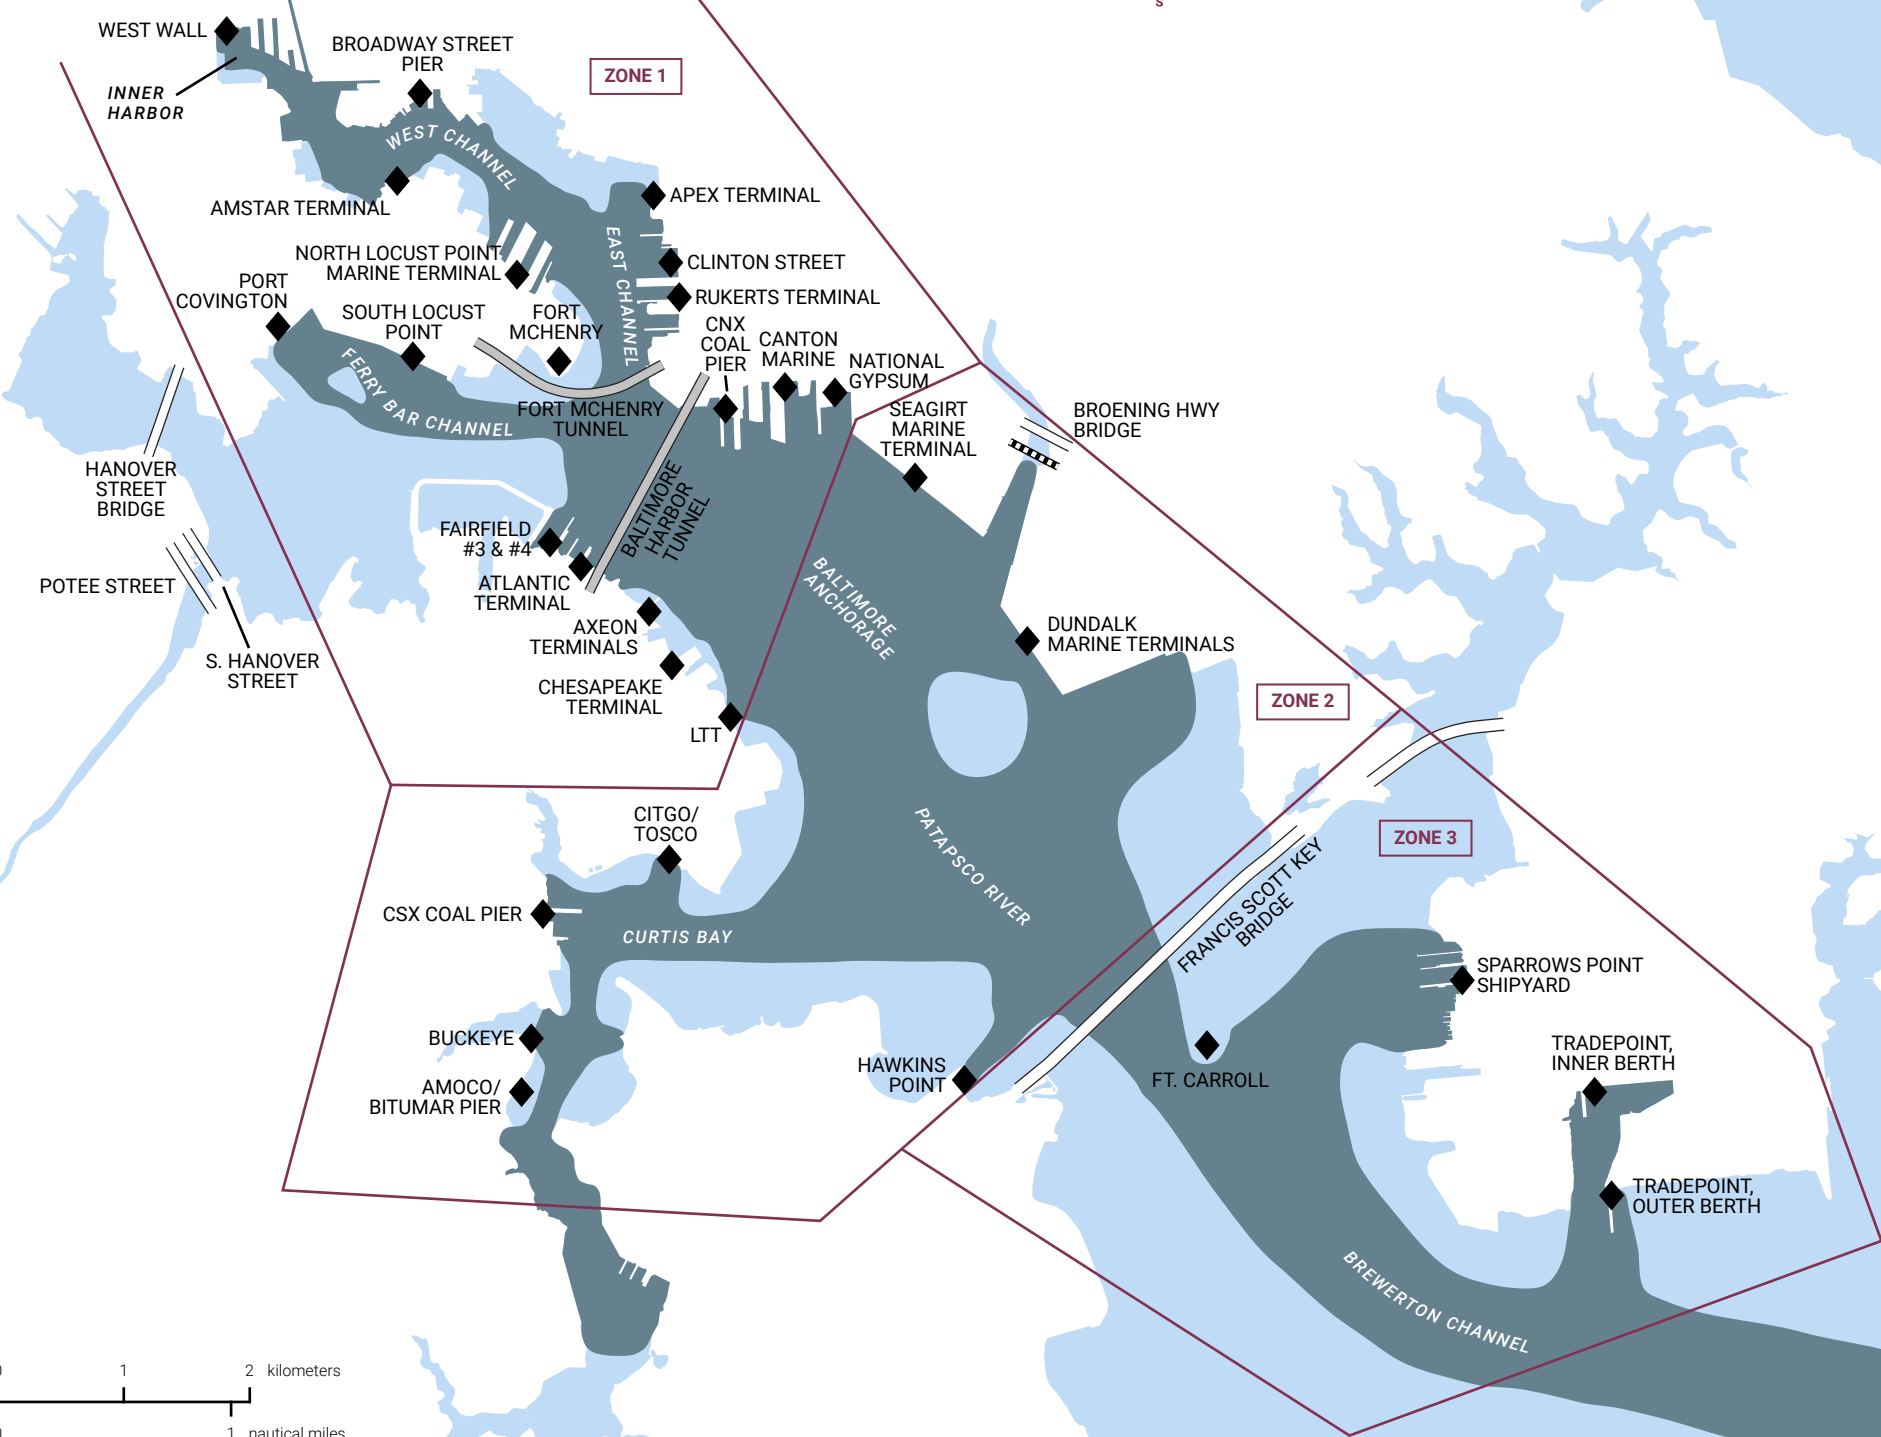 s
WEST WALL
BROADWAY STREET
PIER
ZONE 1
INNER
HARBOR
WEST CHANNEL
AMSTAR TERMINAL
APEX TERMINAL
EAST CHANNEL
NORTH LOCUST POINT
MARINE TERMINAL
CLINTON STREET
PORT
COVINGTON
SOUTH LOCUST
POINT
FORT
MCHENRY
RUKERTS TERMINAL
CNX
COAL
PIER
CANTON
MARINE
NATIONAL
GYPSUM
FERRY BAR CHANNEL
FORT MCHENRY
TUNNEL
SEAGIRT
MARINE
TERMINAL
BROENING HWY
BRIDGE
HANOVER
STREET
BRIDGE
BALTIMORE
HARBOR
TUNNEL
FAIRFIELD
#3 & #4
POTEE STREET
ATLANTIC
TERMINAL
BALTIMORE
ANCHORAGE
AXEON
TERMINALS
DUNDALK
MARINE TERMINALS
S. HANOVER
STREET
CHESAPEAKE
TERMINAL
ZONE 2
LTT
CITGO/
TOSCO
PATAPSCO RIVER
ZONE 3
FRANCIS SCOTT KEY
BRIDGE
CSX COAL PIER
CURTIS BAY
SPARROWS POINT
SHIPYARD
BUCKEYE
HAWKINS
POINT
FT. CARROLL
TRADEPOINT,
INNER BERTH
AMOCO/
BITUMAR PIER
TRADEPOINT,
OUTER BERTH
BREWERTON CHANNEL
1 2 kilometers
1 nautical miles